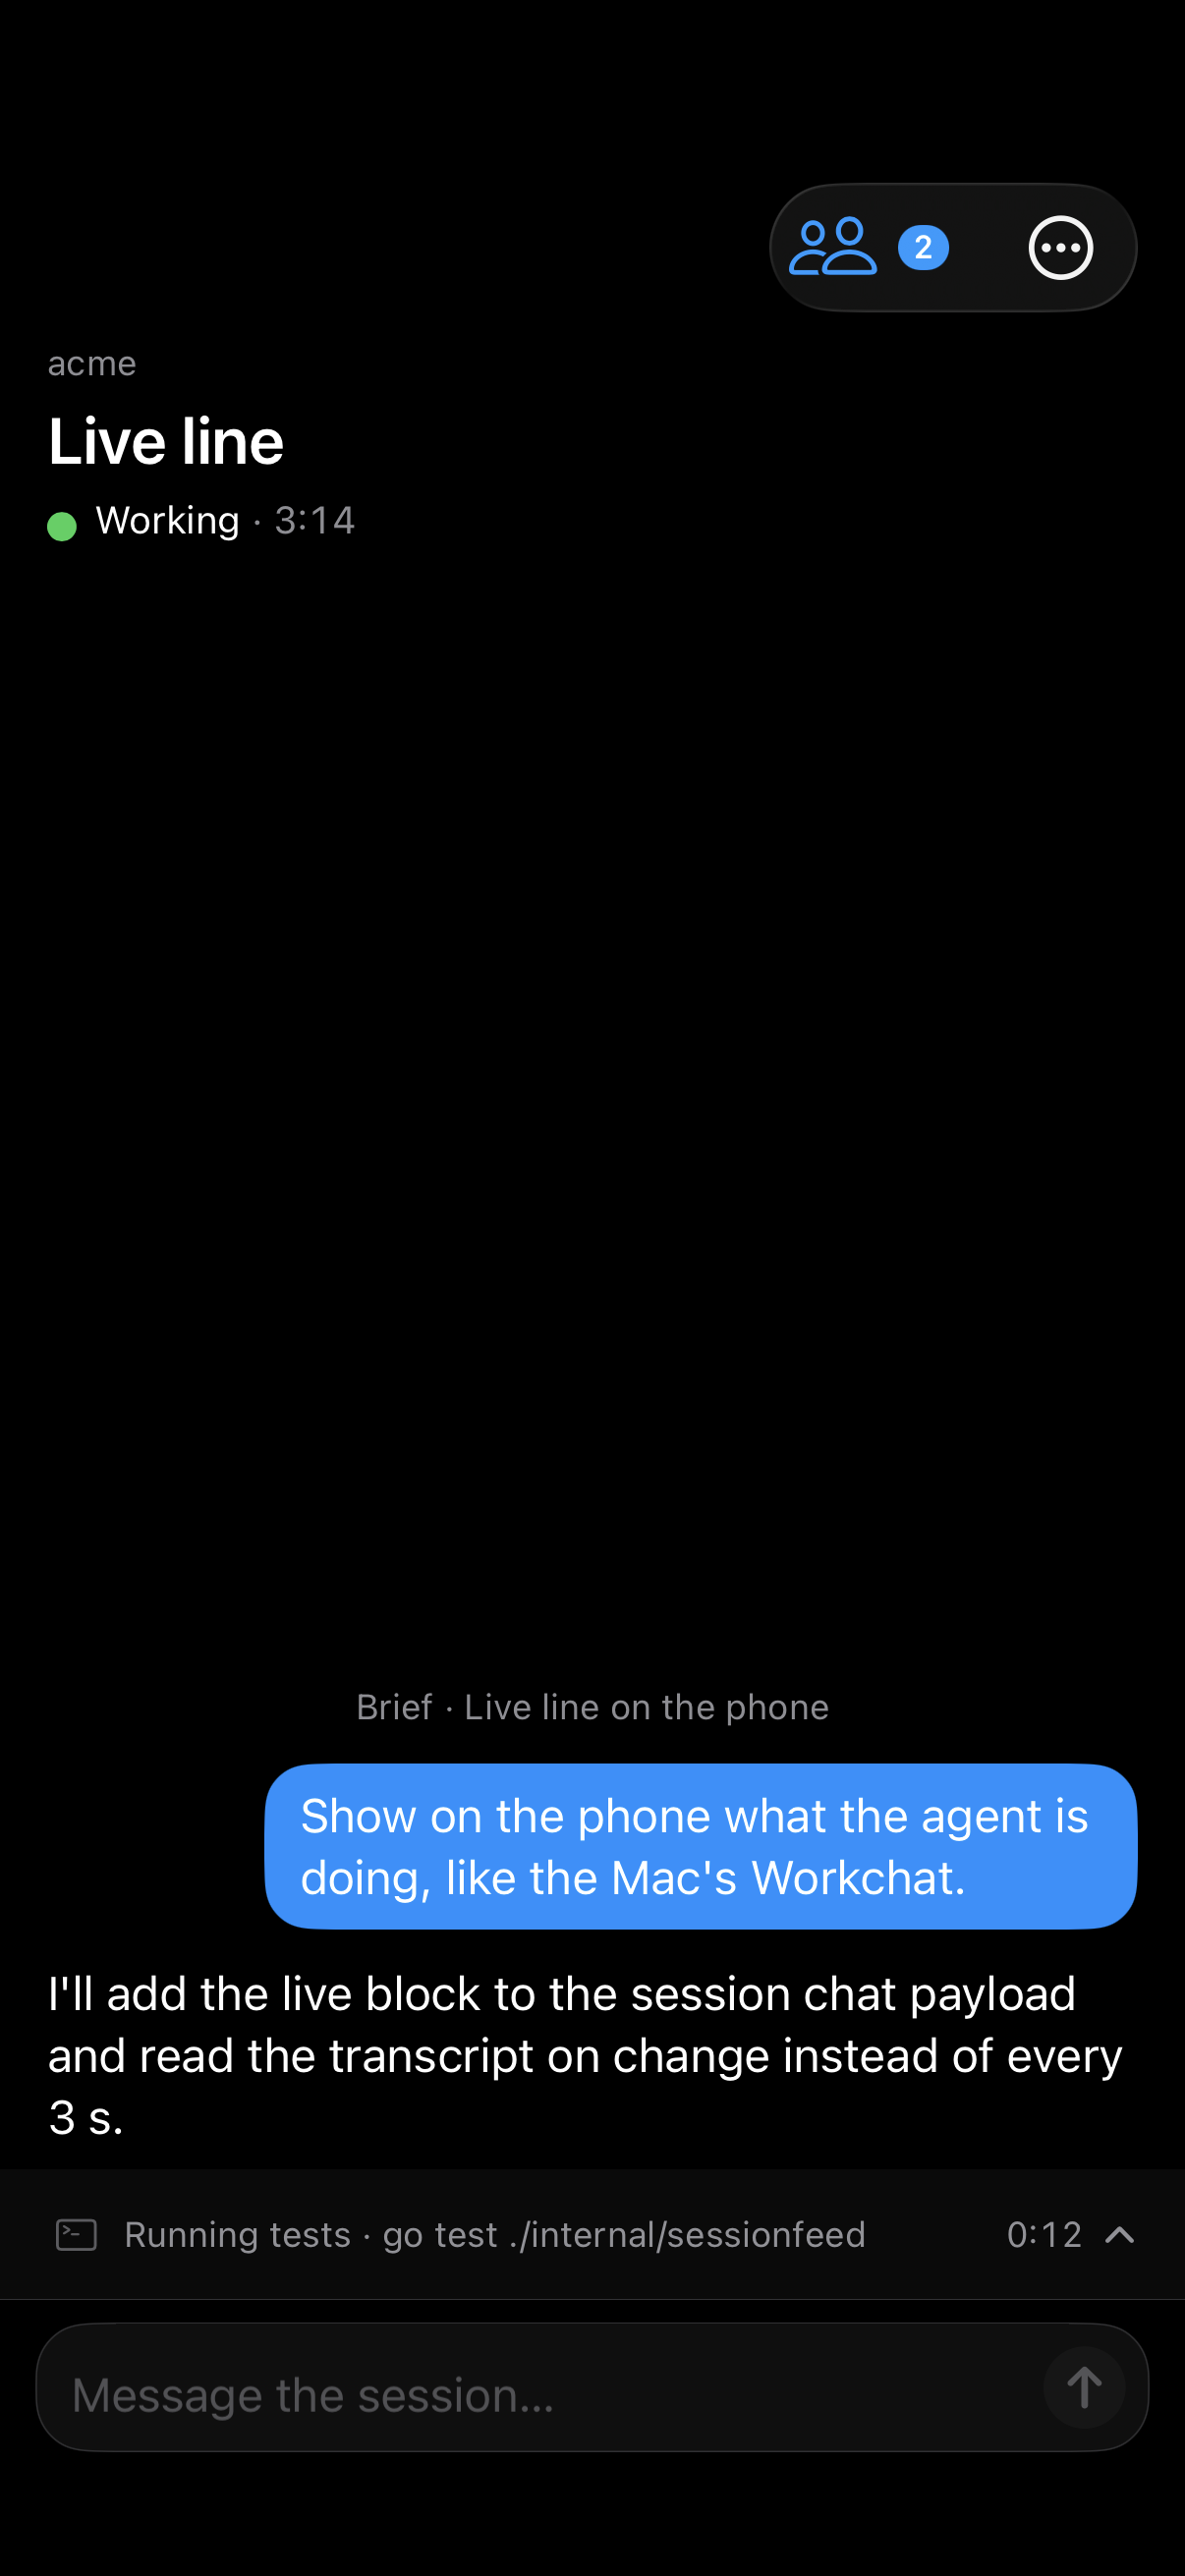 2
acme
Live line
Working · 3:14
Brief · Live line on the phone
Show on the phone what the agent is
doing, like the Mac's Workchat.
I'll add the live block to the session chat payload
and read the transcript on change instead of every
3 s.
Running tests · go test ./internal/sessionfeed 0:12
Message the session...